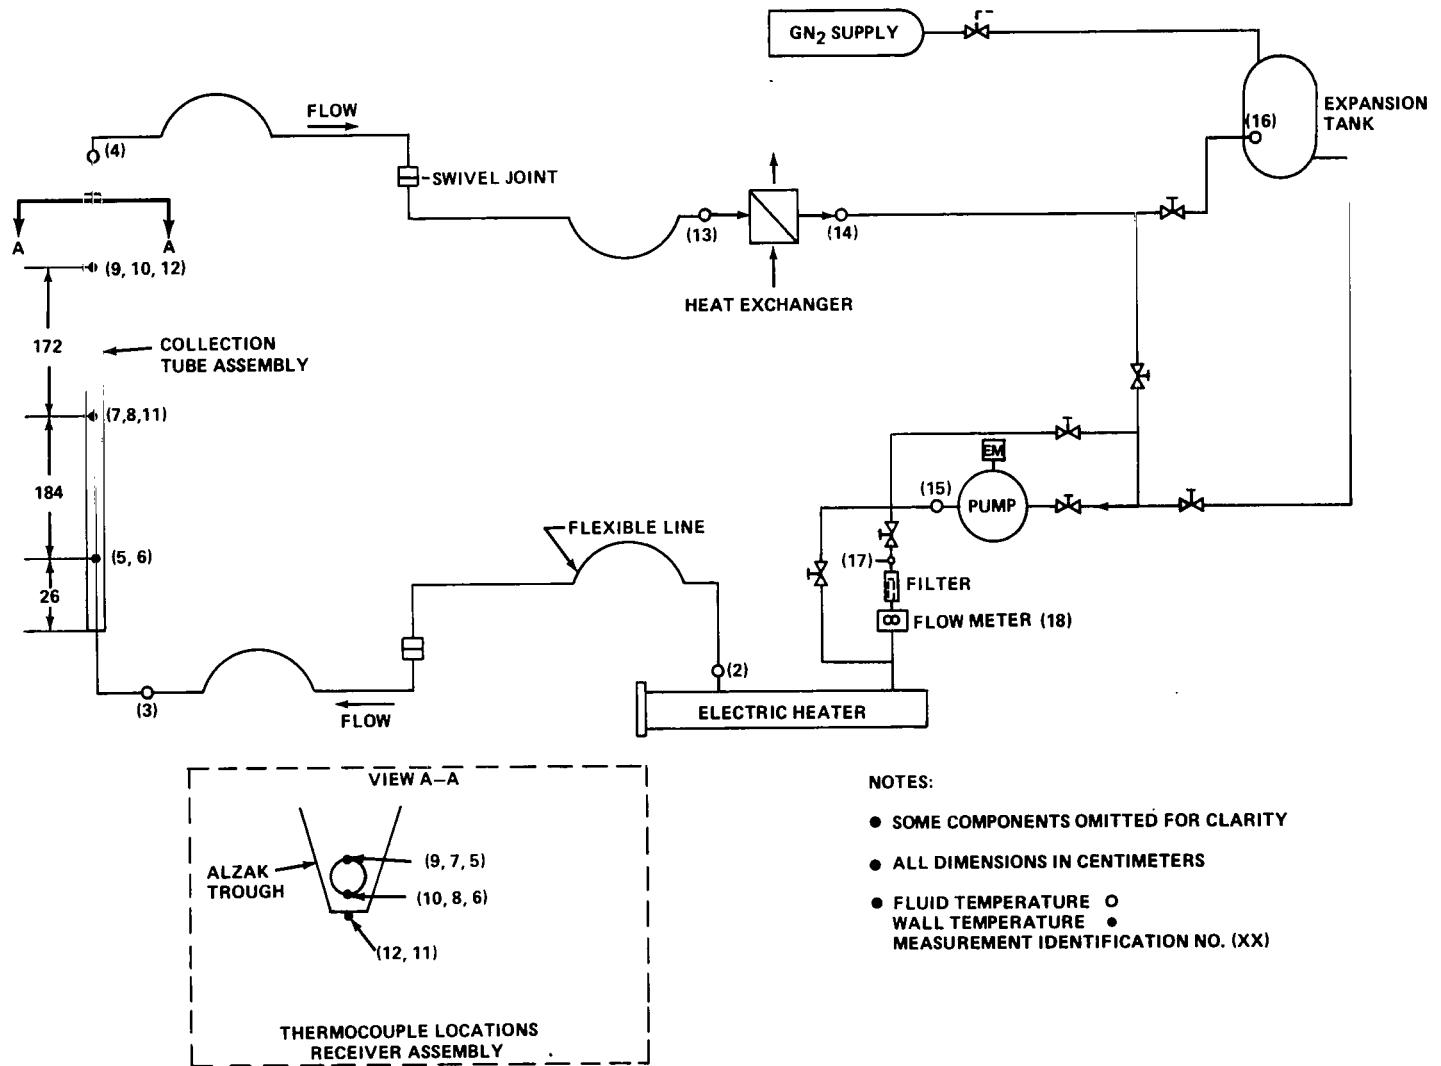 GN2 SUPPLY
EXPANSION
TANK
(16)
FLOW
(4)
SWIVEL JOINT
A
A
(13)
(14)
(9, 10, 12)
HEAT EXCHANGER
172
COLLECTION
TUBE ASSEMBLY
(7,8,11)
EM
184
(15)
PUMP
FLEXIBLE LINE
(5, 6)
(17)
FILTER
26
FLOW METER (18)
(2)
(3)
FLOW
ELECTRIC HEATER
VIEW A–A
ALZAK
TROUGH
(9, 7, 5)
(10, 8, 6)
(12, 11)
THERMOCOUPLE LOCATIONS
RECEIVER ASSEMBLY
NOTES:
● SOME COMPONENTS OMITTED FOR CLARITY
● ALL DIMENSIONS IN CENTIMETERS
● FLUID TEMPERATURE ○
WALL TEMPERATURE ●
MEASUREMENT IDENTIFICATION NO. (XX)